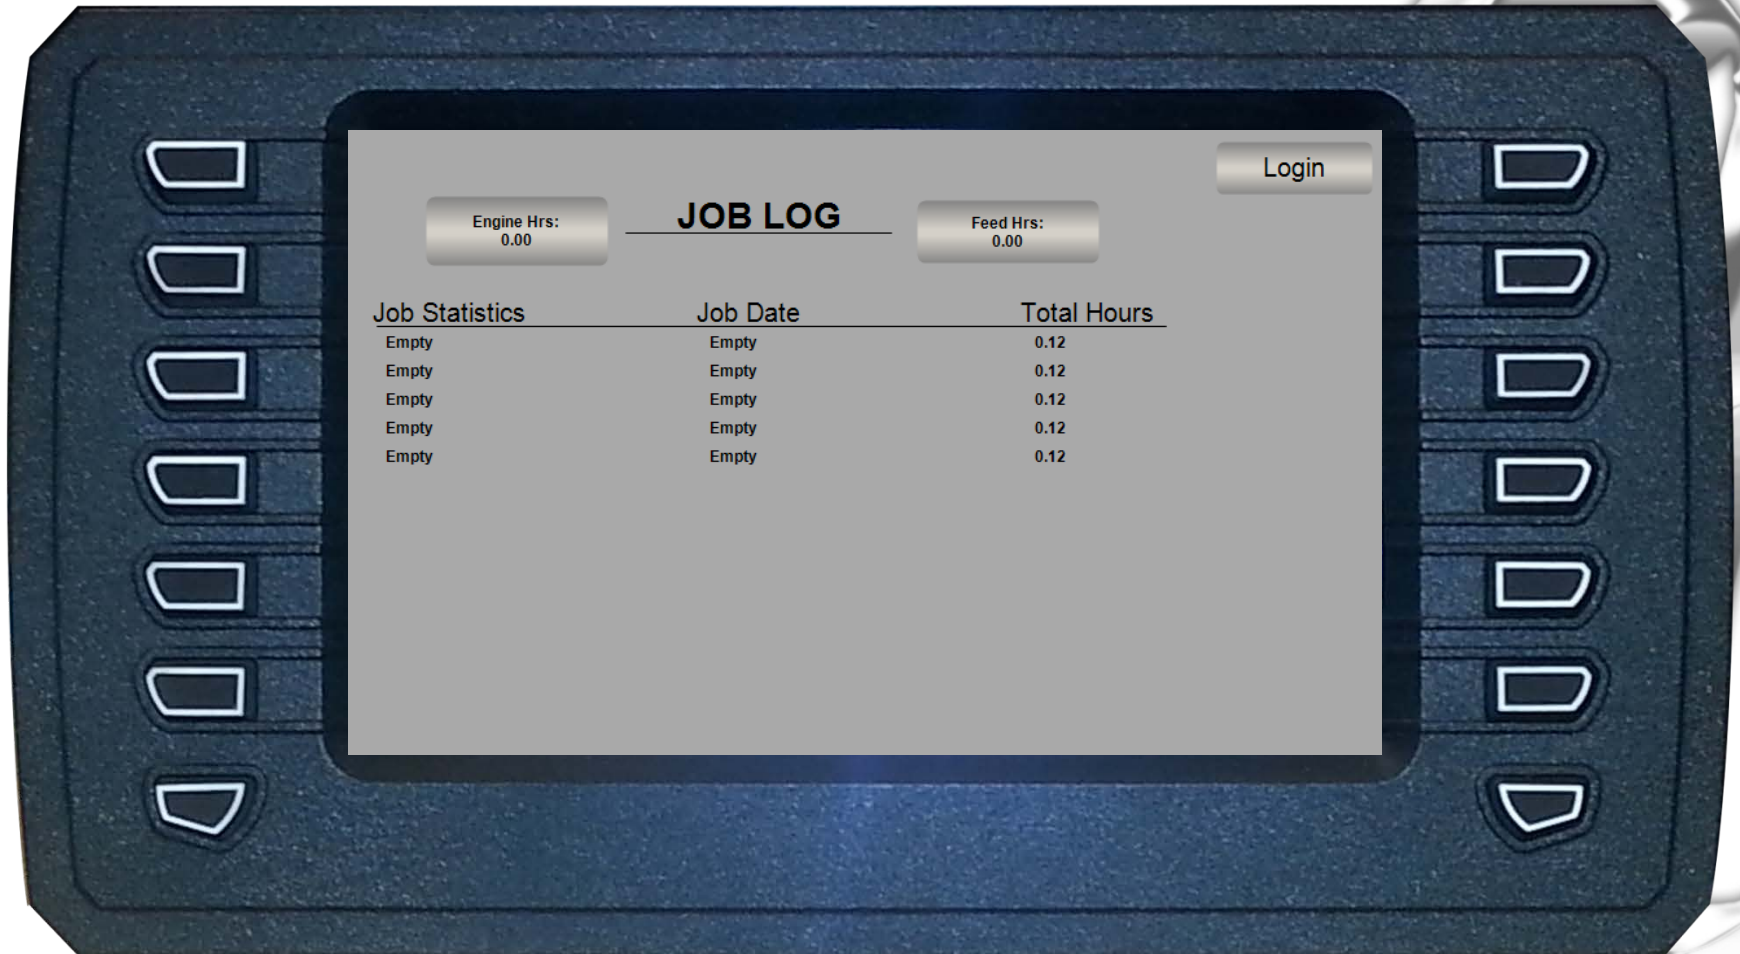 Login
JOB LOG
Engine Hrs:
0.00
Feed Hrs:
0.00
Job Statistics Job Date Total Hours
Empty Empty 0.12
Empty Empty 0.12
Empty Empty 0.12
Empty Empty 0.12
Empty Empty 0.12